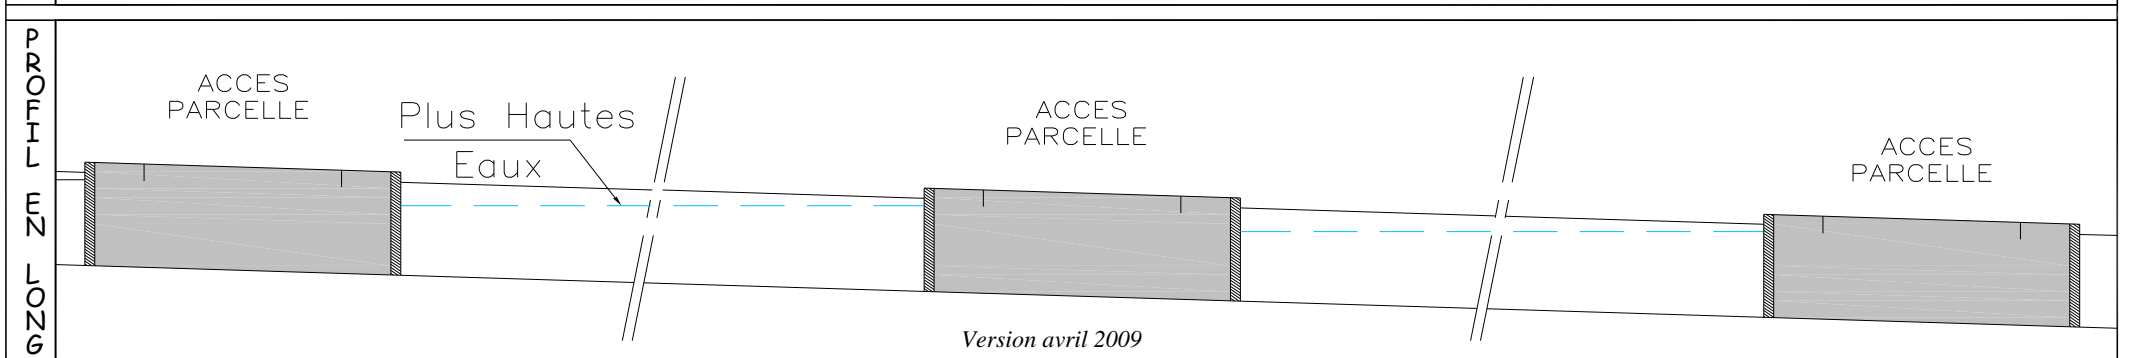 PROFIL EN LONG
ACCES
PARCELLE
Plus Hautes
Eaux
ACCES
PARCELLE
ACCES
PARCELLE
Version avril 2009